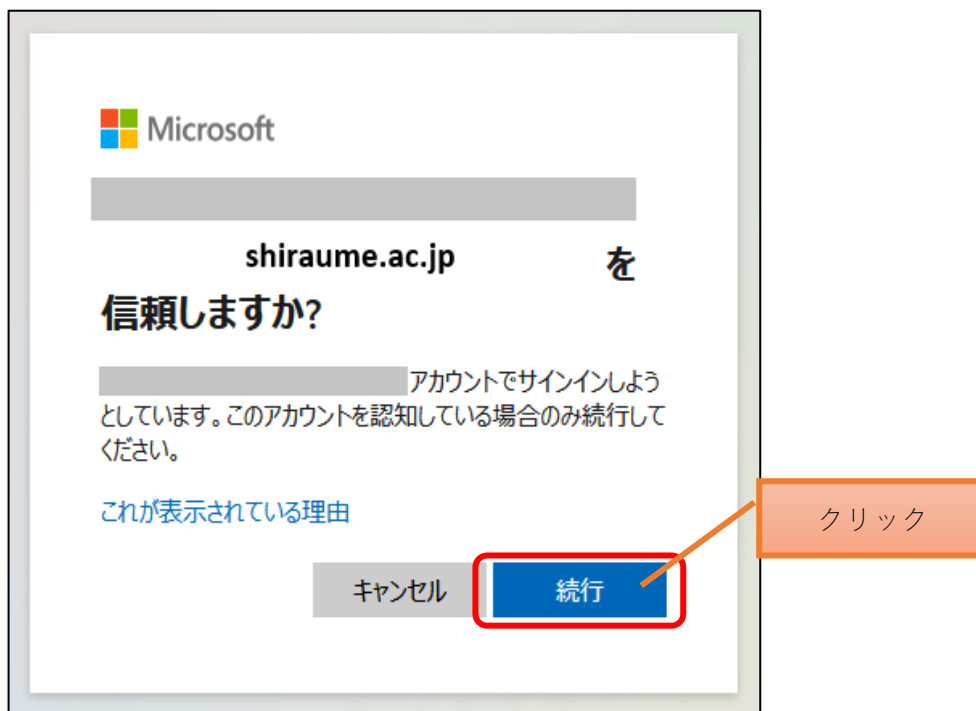 Microsoft
shiraume.ac.jp を
信頼しますか?
アカウントでサインインしよう
としています。このアカウントを認知している場合のみ続行して
ください。
これが表示されている理由
クリック
キャンセル 続行